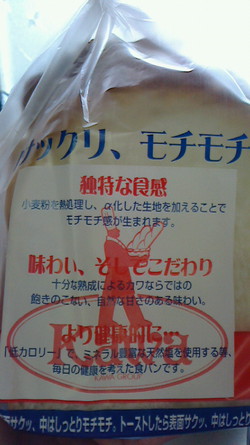 サックリ、モチモチ
独特な食感
小麦粉を熱処理し、α化した生地を加えることで
モチモチ感が生まれます。
味わい、そしてこだわり
十分な熟成によるカワならではの
飽きのこない、自然な甘さのある味わい。
より健康的に…
「低カロリー」で、ミネラル豊富な天然塩を使用する等、
毎日の健康を考えた食パンです。
KAWA GROUP
面サクッ、中はしっとりモチモチ。トーストしたら表面サクッ、中はしっと